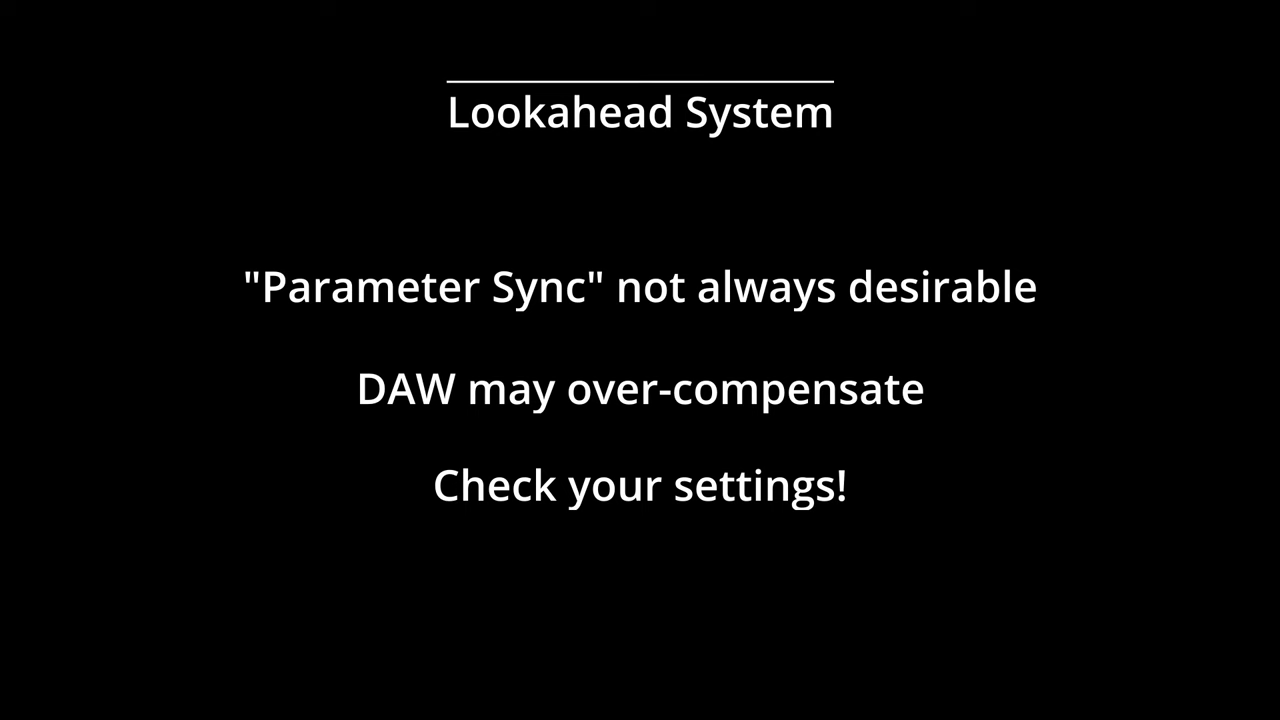 Lookahead System
"Parameter Sync" not always desirable
DAW may over-compensate
Check your settings!